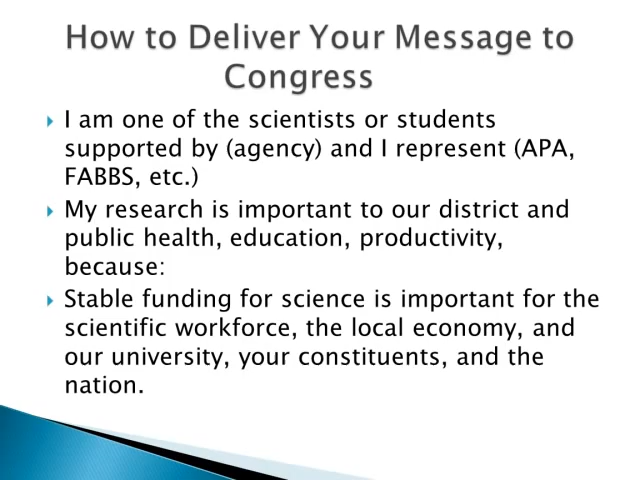 How to Deliver Your Message to
Congress
I am one of the scientists or students
supported by (agency) and I represent (APA,
FABBS, etc.)
My research is important to our district and
public health, education, productivity,
because:
Stable funding for science is important for the
scientific workforce, the local economy, and
our university, your constituents, and the
nation.